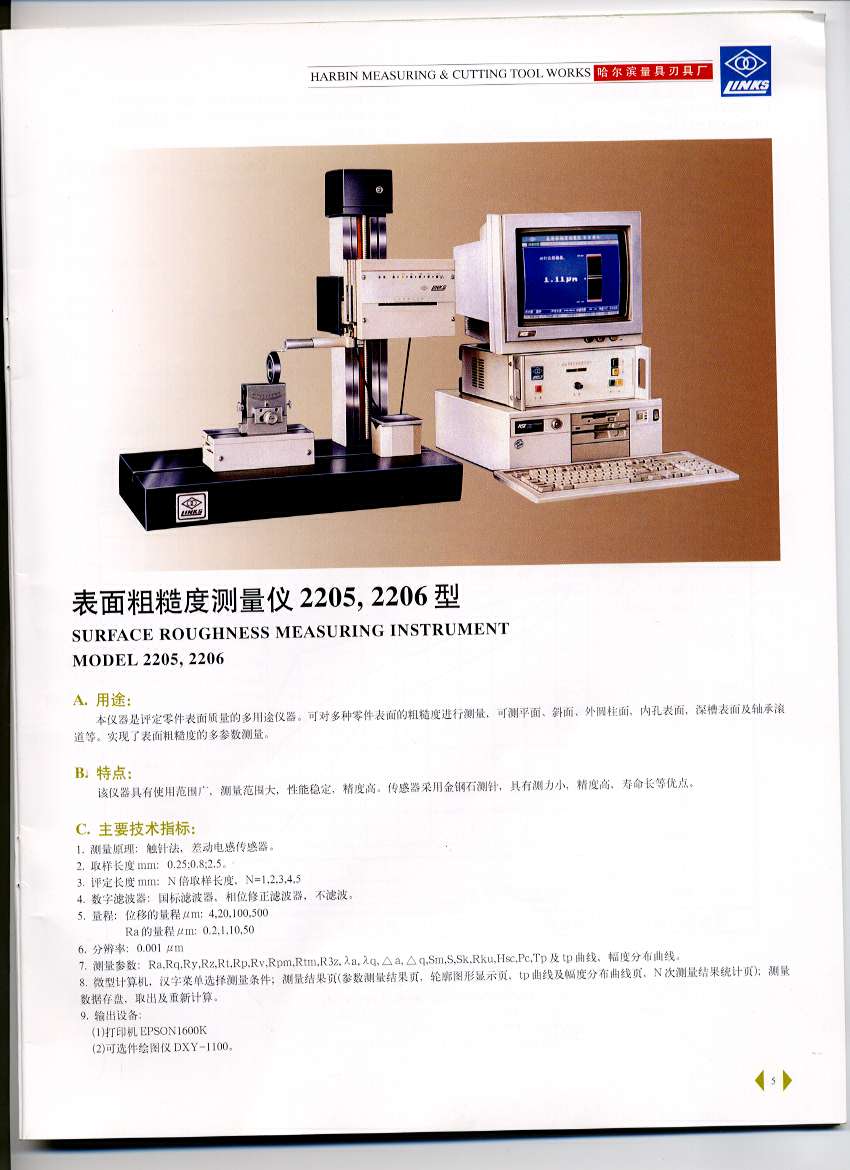 HARBIN MEASURING & CUTTING TOOL WORKS 哈尔滨量具刃具厂
LINKS
LINKS
1.11μm
LINKS
LINKS
表面粗糙度测量仪 2205, 2206 型
SURFACE ROUGHNESS MEASURING INSTRUMENT
MODEL 2205, 2206
A. 用途:
本仪器是评定零件表面质量的多用途仪器。可对多种零件表面的粗糙度进行测量，可测平面、斜面、外圆柱面、内孔表面，深槽表面及轴承滚
道等。实现了表面粗糙度的多参数测量。
B. 特点:
该仪器具有使用范围广，测量范围大，性能稳定，精度高。传感器采用金钢石测针，具有测力小，精度高、寿命长等优点。
C. 主要技术指标:
1. 测量原理: 触针法，差动电感传感器。
2. 取样长度 mm: 0.25;0.8;2.5。
3. 评定长度 mm: N 倍取样长度，N=1,2,3,4,5
4. 数字滤波器: 国标滤波器、相位修正滤波器，不滤波。
5. 量程: 位移的量程 μm: 4,20,100,500
Ra 的量程 μm: 0.2,1,10,50
6. 分辨率: 0.001 μm
7. 测量参数: Ra,Rq,Ry,Rz,Rt,Rp,Rv,Rpm,Rtm,R3z,λa,λq,△a,△q,Sm,S,Sk,Rku,Hsc,Pc,Tp 及 tp 曲线，幅度分布曲线。
8. 微型计算机，汉字菜单选择测量条件; 测量结果页(参数测量结果页，轮廓图形显示页、tp 曲线及幅度分布曲线页，N 次测量结果统计页); 测量
数据存盘，取出及重新计算。
9. 输出设备:
(1)打印机 EPSON1600K
(2)可选件绘图仪 DXY-1100。
5